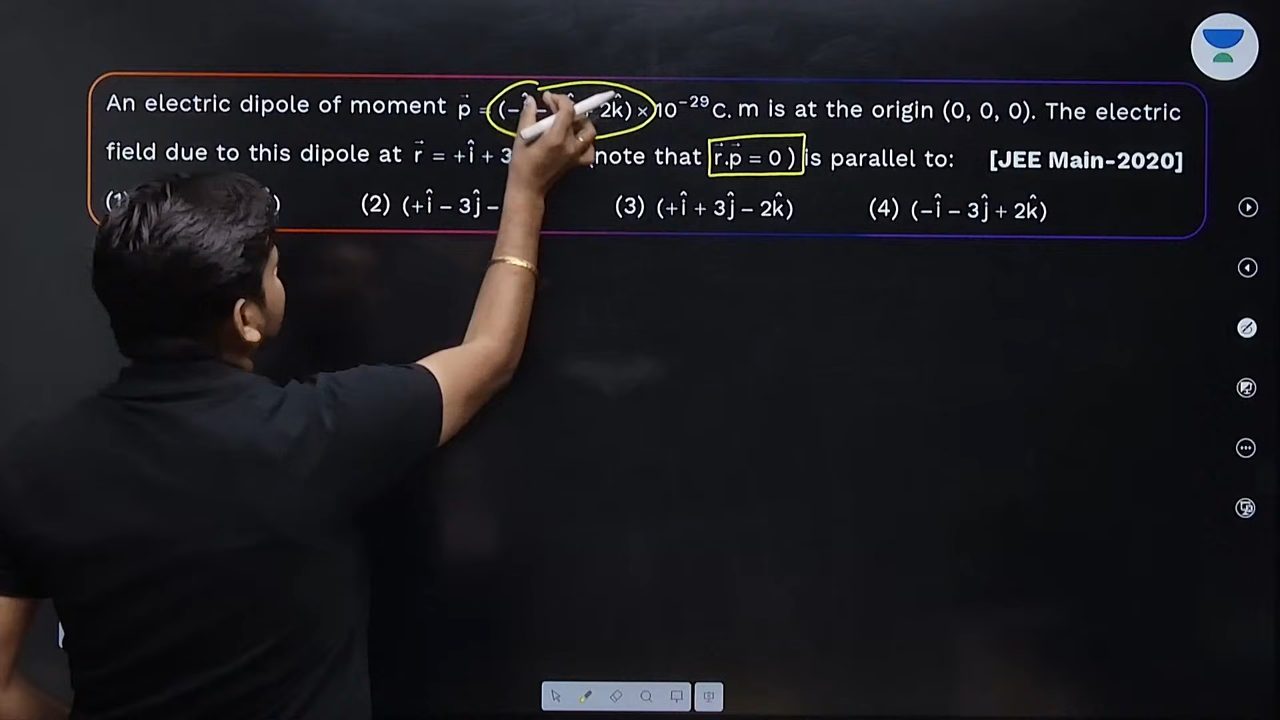 An electric dipole of moment p⃗ = (−î − + 2k̂) × 10⁻²⁹ C. m is at the origin (0, 0, 0). The electric
field due to this dipole at r⃗ = +î + 3 note that r⃗.p⃗ = 0 ) is parallel to: [JEE Main-2020]
(1) ) (2) (+î − 3ĵ − (3) (+î + 3ĵ − 2k̂) (4) (−î − 3ĵ + 2k̂)